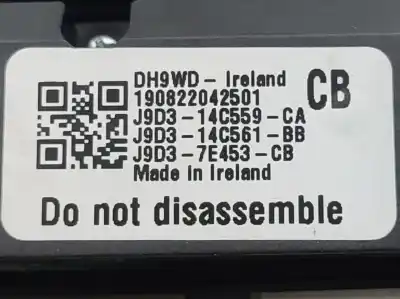 DH9WD - Ireland
CB
190822042501
J9D3-14C559-CA
J9D3-14C561-BB
J9D3-7E453-CB
Made in Ireland
Do not disassemble